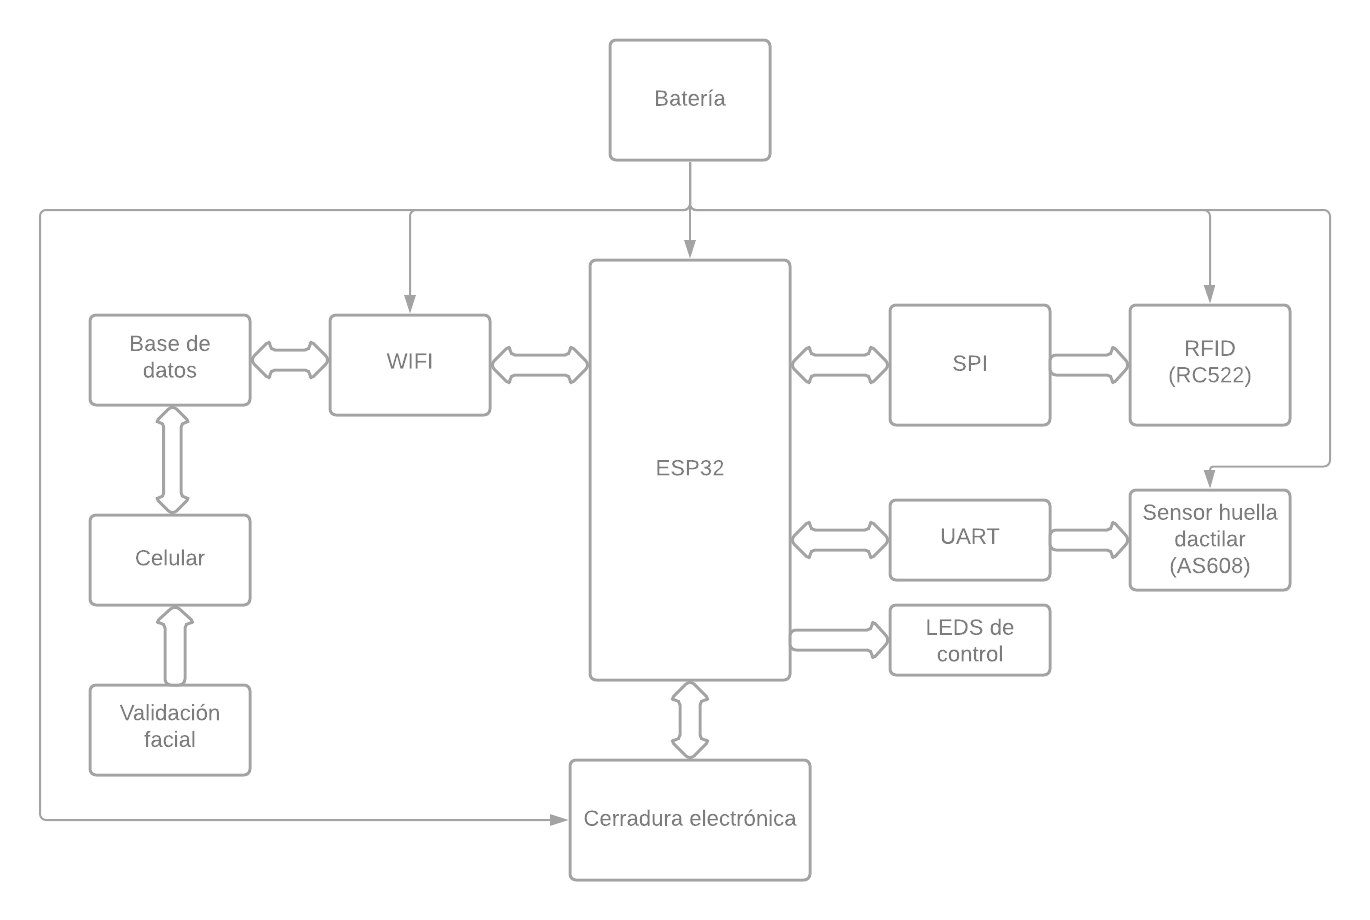 Batería
Base de
datos
WIFI
SPI
RFID
(RC522)
ESP32
UART
Sensor huella
dactilar
(AS608)
Celular
LEDS de
control
Validación
facial
Cerradura electrónica